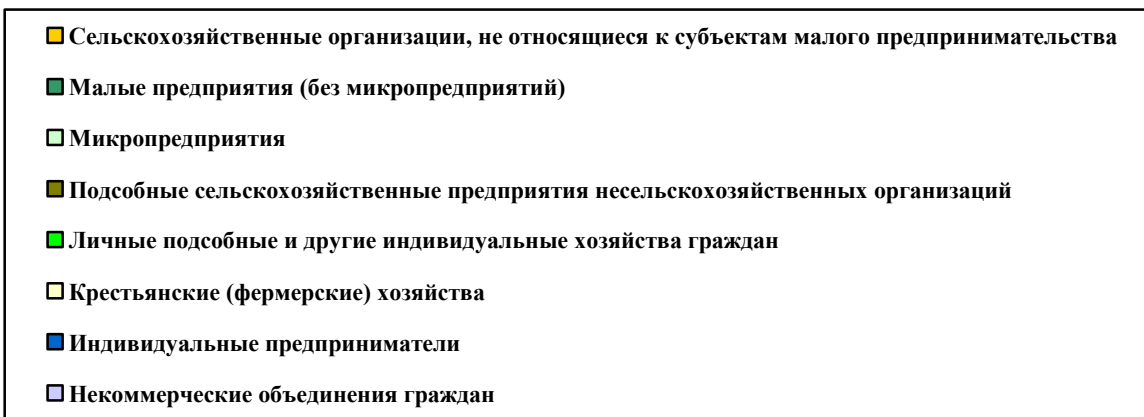 Сельскохозяйственные организации, не относящиеся к субъектам малого предпринимательства
Малые предприятия (без микропредприятий)
Микропредприятия
Подсобные сельскохозяйственные предприятия несельскохозяйственных организаций
Личные подсобные и другие индивидуальные хозяйства граждан
Крестьянские (фермерские) хозяйства
Индивидуальные предприниматели
Некоммерческие объединения граждан